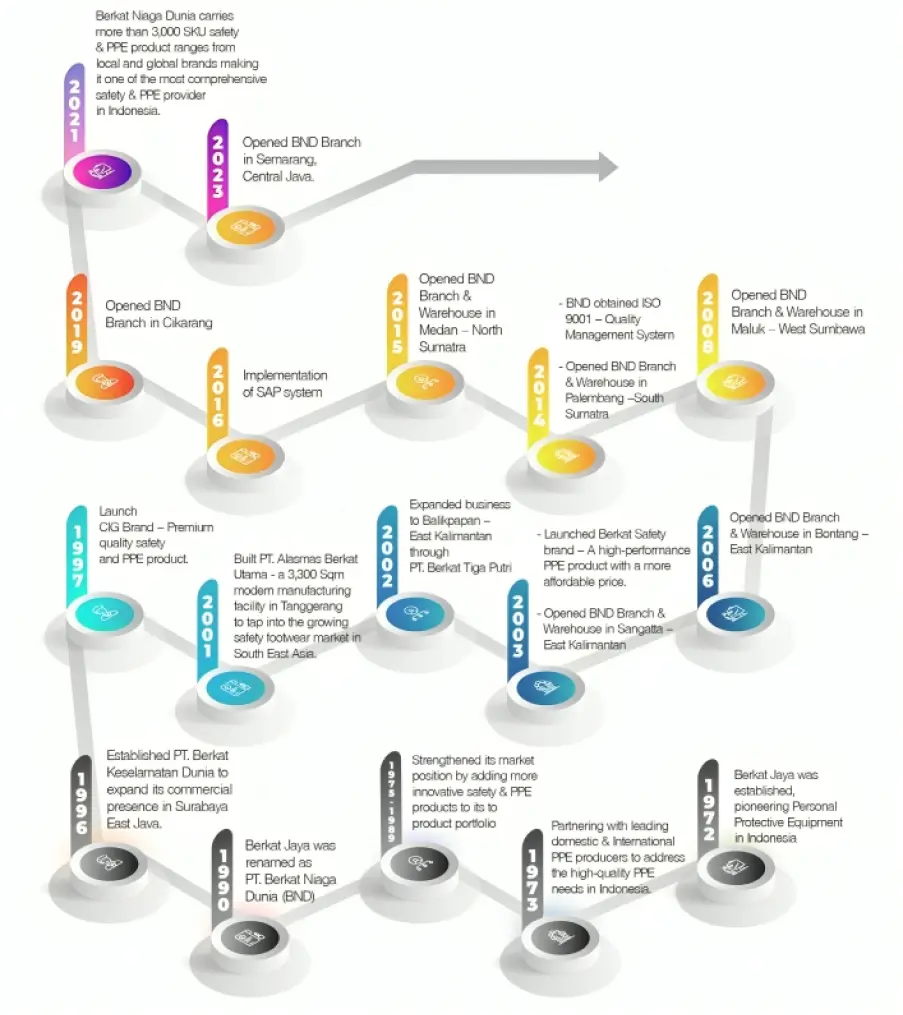 Berkat Niaga Dunia carries
more than 3,000 SKU safety
& PPE product ranges from
local and global brands making
it one of the most comprehensive
safety & PPE provider
in Indonesia.
2021
2023
Opened BND Branch
in Semarang,
Central Java.
2019
Opened BND
Branch in Cikarang
2016
Implementation
of SAP system
2015
Opened BND
Branch &
Warehouse in
Medan – North
Sumatra
2014
- BND obtained ISO
9001 – Quality
Management System
- Opened BND Branch
& Warehouse in
Palembang –South
Sumatra
2008
Opened BND
Branch & Warehouse in
Maluk – West Sumbawa
1997
Launch
CIG Brand – Premium
quality safety
and PPE product.
2001
Built PT. Alasmas Berkat
Utama - a 3,300 Sqm
modern manufacturing
facility in Tanggerang
to tap into the growing
safety footwear market in
South East Asia.
2002
Expanded business
to Balikpapan –
East Kalimantan
through
PT. Berkat Tiga Putri
2003
- Launched Berkat Safety
brand – A high-performance
PPE product with a more
affordable price.
- Opened BND Branch &
Warehouse in Sangatta –
East Kalimantan
2006
Opened BND Branch
& Warehouse in Bontang –
East Kalimantan
1996
Established PT. Berkat
Keselamatan Dunia to
expand its commercial
presence in Surabaya
East Java.
1990
Berkat Jaya was
renamed as
PT. Berkat Niaga
Dunia (BND)
1975-1989
Strengthened its market
position by adding more
innovative safety & PPE
products to its to
product portfolio
1973
Partnering with leading
domestic & International
PPE producers to address
the high-quality PPE
needs in Indonesia.
1972
Berkat Jaya was
established,
pioneering Personal
Protective Equipment
in Indonesia